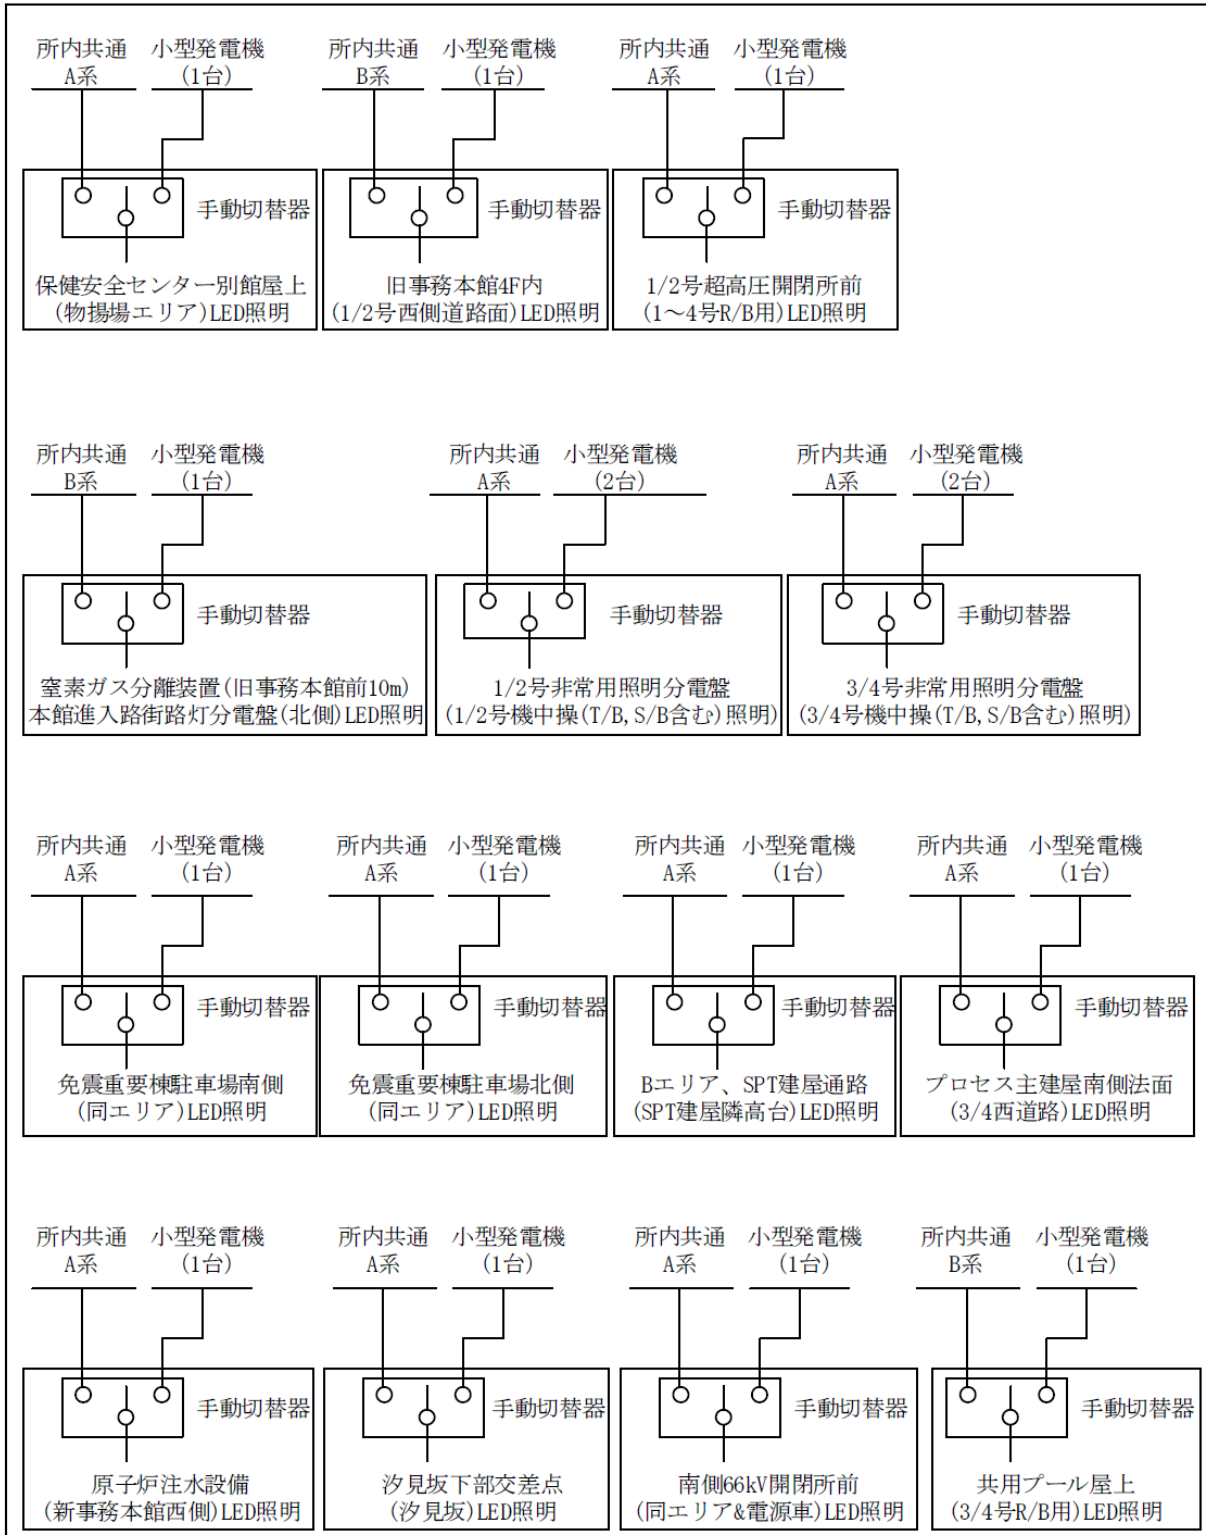 所内共通 小型発電機
A系 (1台)
手動切替器
保健安全センター別館屋上
(物揚場エリア)LED照明
所内共通 小型発電機
B系 (1台)
手動切替器
旧事務本館4F内
(1/2号西側道路面)LED照明
所内共通 小型発電機
A系 (1台)
手動切替器
1/2号超高圧開閉所前
(1～4号R/B用)LED照明
所内共通 小型発電機
B系 (1台)
手動切替器
窒素ガス分離装置(旧事務本館前10m)
本館進入路街路灯分電盤(北側)LED照明
所内共通 小型発電機
A系 (2台)
手動切替器
1/2号非常用照明分電盤
(1/2号機中操(T/B,S/B含む)照明)
所内共通 小型発電機
A系 (2台)
手動切替器
3/4号非常用照明分電盤
(3/4号機中操(T/B,S/B含む)照明)
所内共通 小型発電機
A系 (1台)
手動切替器
免震重要棟駐車場南側
(同エリア)LED照明
所内共通 小型発電機
A系 (1台)
手動切替器
免震重要棟駐車場北側
(同エリア)LED照明
所内共通 小型発電機
A系 (1台)
手動切替器
Bエリア、SPT建屋通路
(SPT建屋隣高台)LED照明
所内共通 小型発電機
A系 (1台)
手動切替器
プロセス主建屋南側法面
(3/4西道路)LED照明
所内共通 小型発電機
A系 (1台)
手動切替器
原子炉注水設備
(新事務本館西側)LED照明
所内共通 小型発電機
A系 (1台)
手動切替器
汐見坂下部交差点
(汐見坂)LED照明
所内共通 小型発電機
A系 (1台)
手動切替器
南側66kV開閉所前
(同エリア&電源車)LED照明
所内共通 小型発電機
B系 (1台)
手動切替器
共用プール屋上
(3/4号R/B用)LED照明